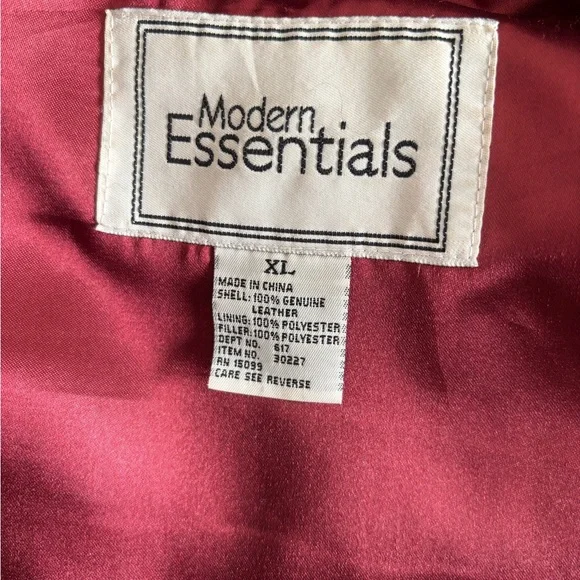 Modern
Essentials
XL
MADE IN CHINA
SHELL: 100% GENUINE
LEATHER
LINING: 100% POLYESTER
FILLER: 100% POLYESTER
DEPT NO. 617
ITEM NO. 30227
RN 15099
CARE SEE REVERSE